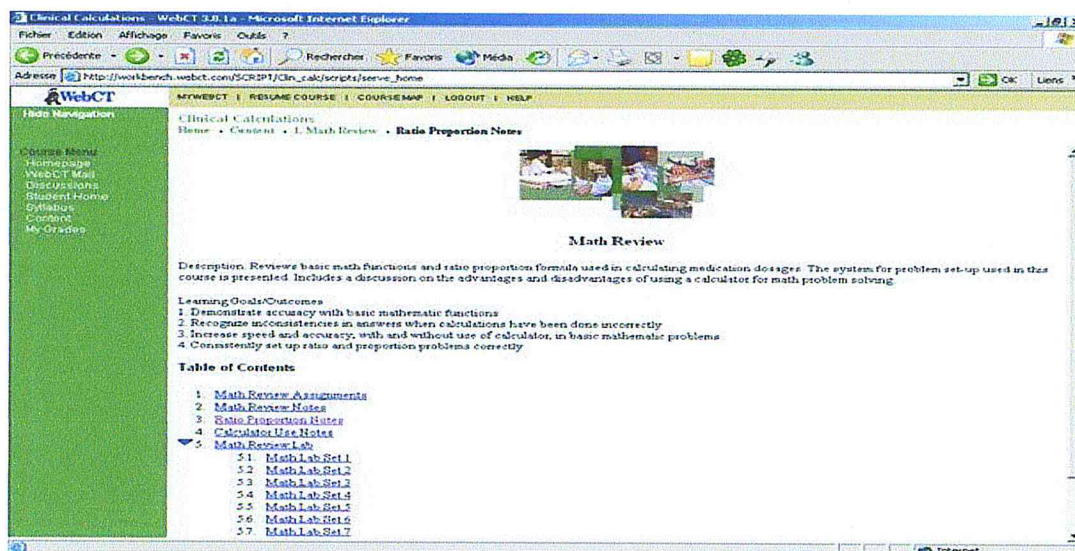 Clinical Calculations - WebCT 3.8.1a - Microsoft Internet Explorer
Fichier Edition Affichage Favoris Outils ?
Précédente Rechercher Favoris Média
Adresse http://workbench.webct.com/SCRIPT/Clin_calc/scripts/serve_home OK Liens
WebCT MYWEBCT | RESUME COURSE | COURSE MAP | LOGOUT | HELP
Hide Navigation
Clinical Calculations
Home • Content • 1. Math Review • Ratio Proportion Notes
Course Menu
Homepage
WebCT Mail
Discussions
Student Home
Syllabus
Content
My Grades
Math Review
Description: Reviews basic math functions and ratio proportion formula used in calculating medication dosages. The system for problem set-up used in this
course is presented. Includes a discussion on the advantages and disadvantages of using a calculator for math problem solving.
Learning Goals/Outcomes
1. Demonstrate accuracy with basic mathematic functions
2. Recognize inconsistencies in answers when calculations have been done incorrectly
3. Increase speed and accuracy, with and without use of calculator, in basic mathematic problems
4. Consistently set up ratio and proportion problems correctly
Table of Contents
1. Math Review Assignments
2. Math Review Notes
3. Ratio Proportion Notes
4. Calculator Use Notes
5. Math Review Lab
5.1. Math Lab Set 1
5.2. Math Lab Set 2
5.3. Math Lab Set 3
5.4. Math Lab Set 4
5.5. Math Lab Set 5
5.6. Math Lab Set 6
5.7. Math Lab Set 7
Internet